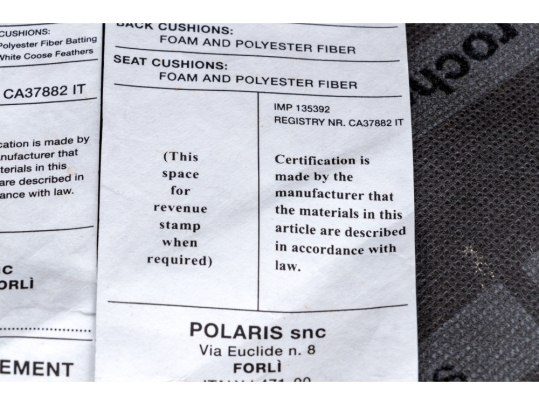 CUSHIONS:
Polyester Fiber Batting
White Coose Feathers
CA37882 IT
cation is made by
nufacturer that
terials in this
are described in
ance with law.
C
ORLÌ
EMENT
BACK CUSHIONS:
FOAM AND POLYESTER FIBER
SEAT CUSHIONS:
FOAM AND POLYESTER FIBER
IMP 135392
REGISTRY NR. CA37882 IT
(This
space
for
revenue
stamp
when
required)
Certification is
made by the
manufacturer that
the materials in this
article are described
in accordance with
law.
POLARIS snc
Via Euclide n. 8
FORLÌ
roch